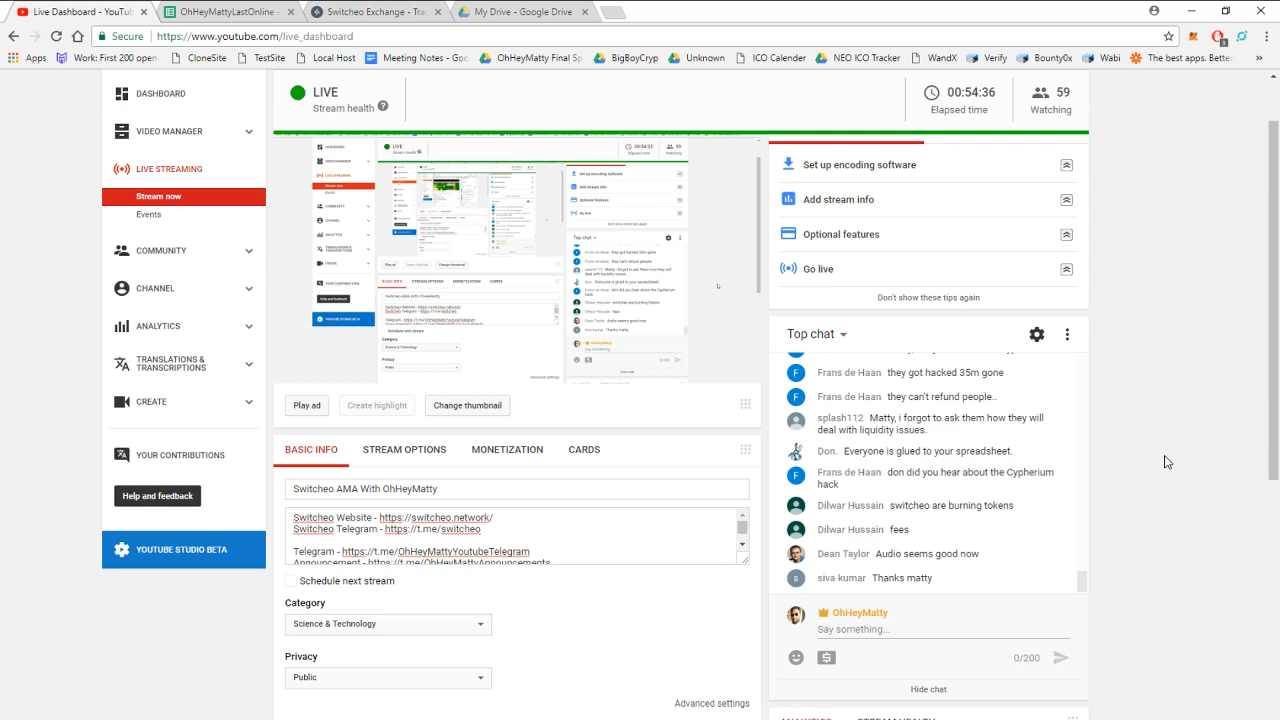 Live Dashboard - YouTu
OhHeyMattyLastOnline -
Switcheo Exchange - Tra
My Drive - Google Drive
Secure
https://www.youtube.com/live_dashboard
Apps
Work: First 200 open
CloneSite
TestSite
Local Host
Meeting Notes - Goo
OhHeyMatty Final Sp
BigBoyCryp
Unknown
ICO Calender
NEO ICO Tracker
WandX
Verify
Bounty0x
Wabi
The best apps. Better
»
DASHBOARD
VIDEO MANAGER
LIVE STREAMING
Stream now
COMMUNITY
CHANNEL
ANALYTICS
TRANSLATIONS &
TRANSCRIPTIONS
CREATE
YOUR CONTRIBUTIONS
Help and feedback
YOUTUBE STUDIO BETA
LIVE
Stream health
00:54:36
Elapsed time
59
Watching
Play ad
Create highlight
Change thumbnail
BASIC INFO
STREAM OPTIONS
MONETIZATION
CARDS
Switcheo AMA With OhHeyMatty
Switcheo Website - https://switcheo.network/
Switcheo Telegram - https://t.me/switcheo
Telegram - https://t.me/OhHeyMattyYoutubeTelegram
Announcement - https://t.me/OhHeyMattyAnnouncements
Schedule next stream
Category
Science & Technology
Privacy
Public
Advanced settings
Set up encoding software
Add stream info
Optional features
Go live
Don't show these tips again
Top chat
Frans de Haan they got hacked 35m gone
Frans de Haan they can't refund people..
splash112 Matty, i forgot to ask them how they will
deal with liquidity issues.
Don. Everyone is glued to your spreadsheet.
Frans de Haan don did you hear about the Cypherium
hack
Dilwar Hussain switcheo are burning tokens
Dilwar Hussain fees
Dean Taylor Audio seems good now
siva kumar Thanks matty
OhHeyMatty
Say something...
0/200
Hide chat
ANALYTICS
STREAM HEALTH